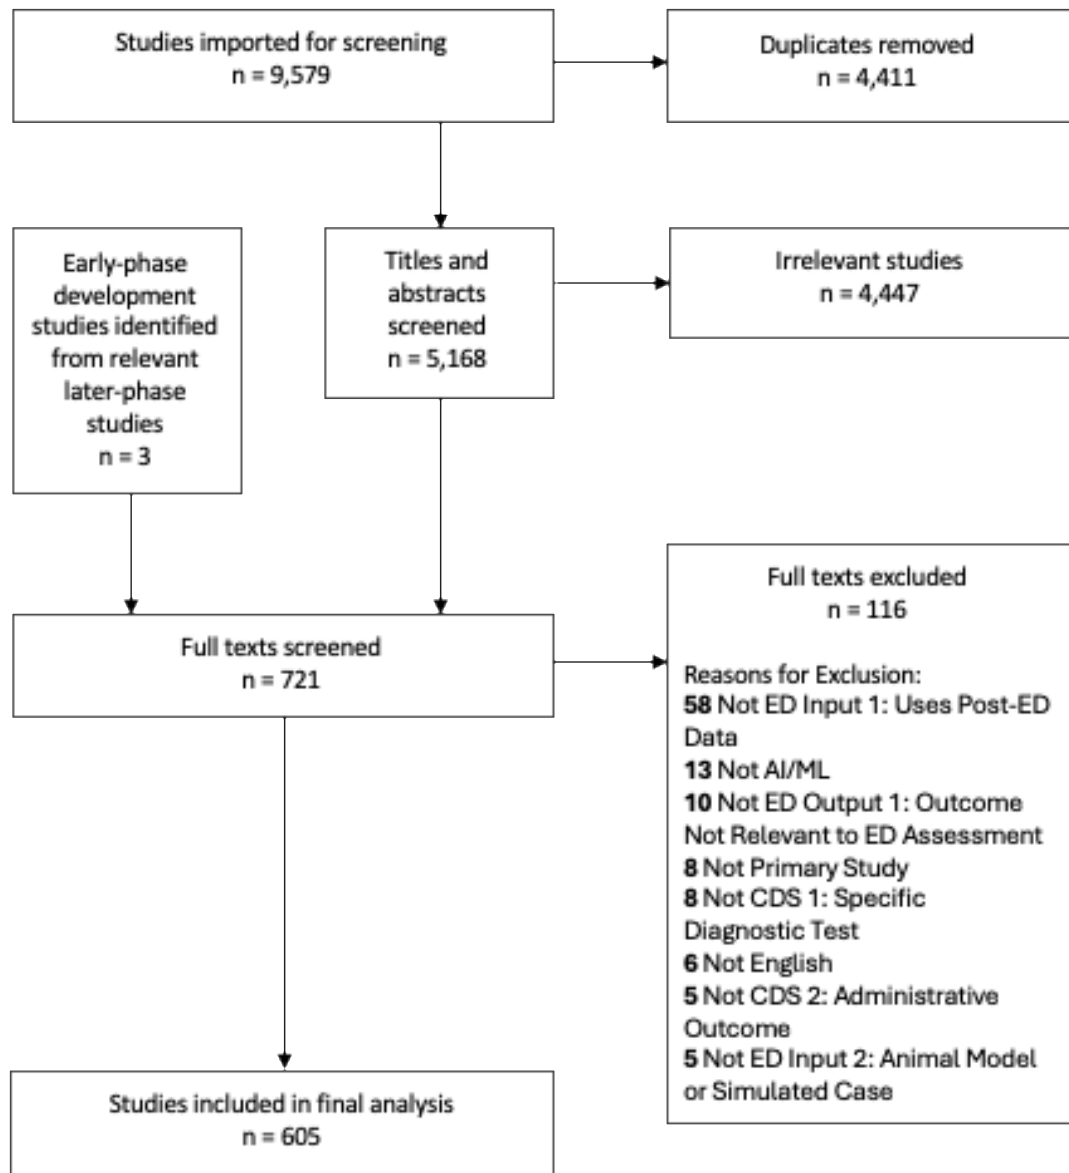 Studies imported for screening
n = 9,579
Duplicates removed
n = 4,411
Early-phase
development
studies identified
from relevant
later-phase
studies
n = 3
Titles and
abstracts
screened
n = 5,168
Irrelevant studies
n = 4,447
Full texts screened
n = 721
Full texts excluded
n = 116
Reasons for Exclusion:
58 Not ED Input 1: Uses Post-ED
Data
13 Not AI/ML
10 Not ED Output 1: Outcome
Not Relevant to ED Assessment
8 Not Primary Study
8 Not CDS 1: Specific
Diagnostic Test
6 Not English
5 Not CDS 2: Administrative
Outcome
5 Not ED Input 2: Animal Model
or Simulated Case
Studies included in final analysis
n = 605